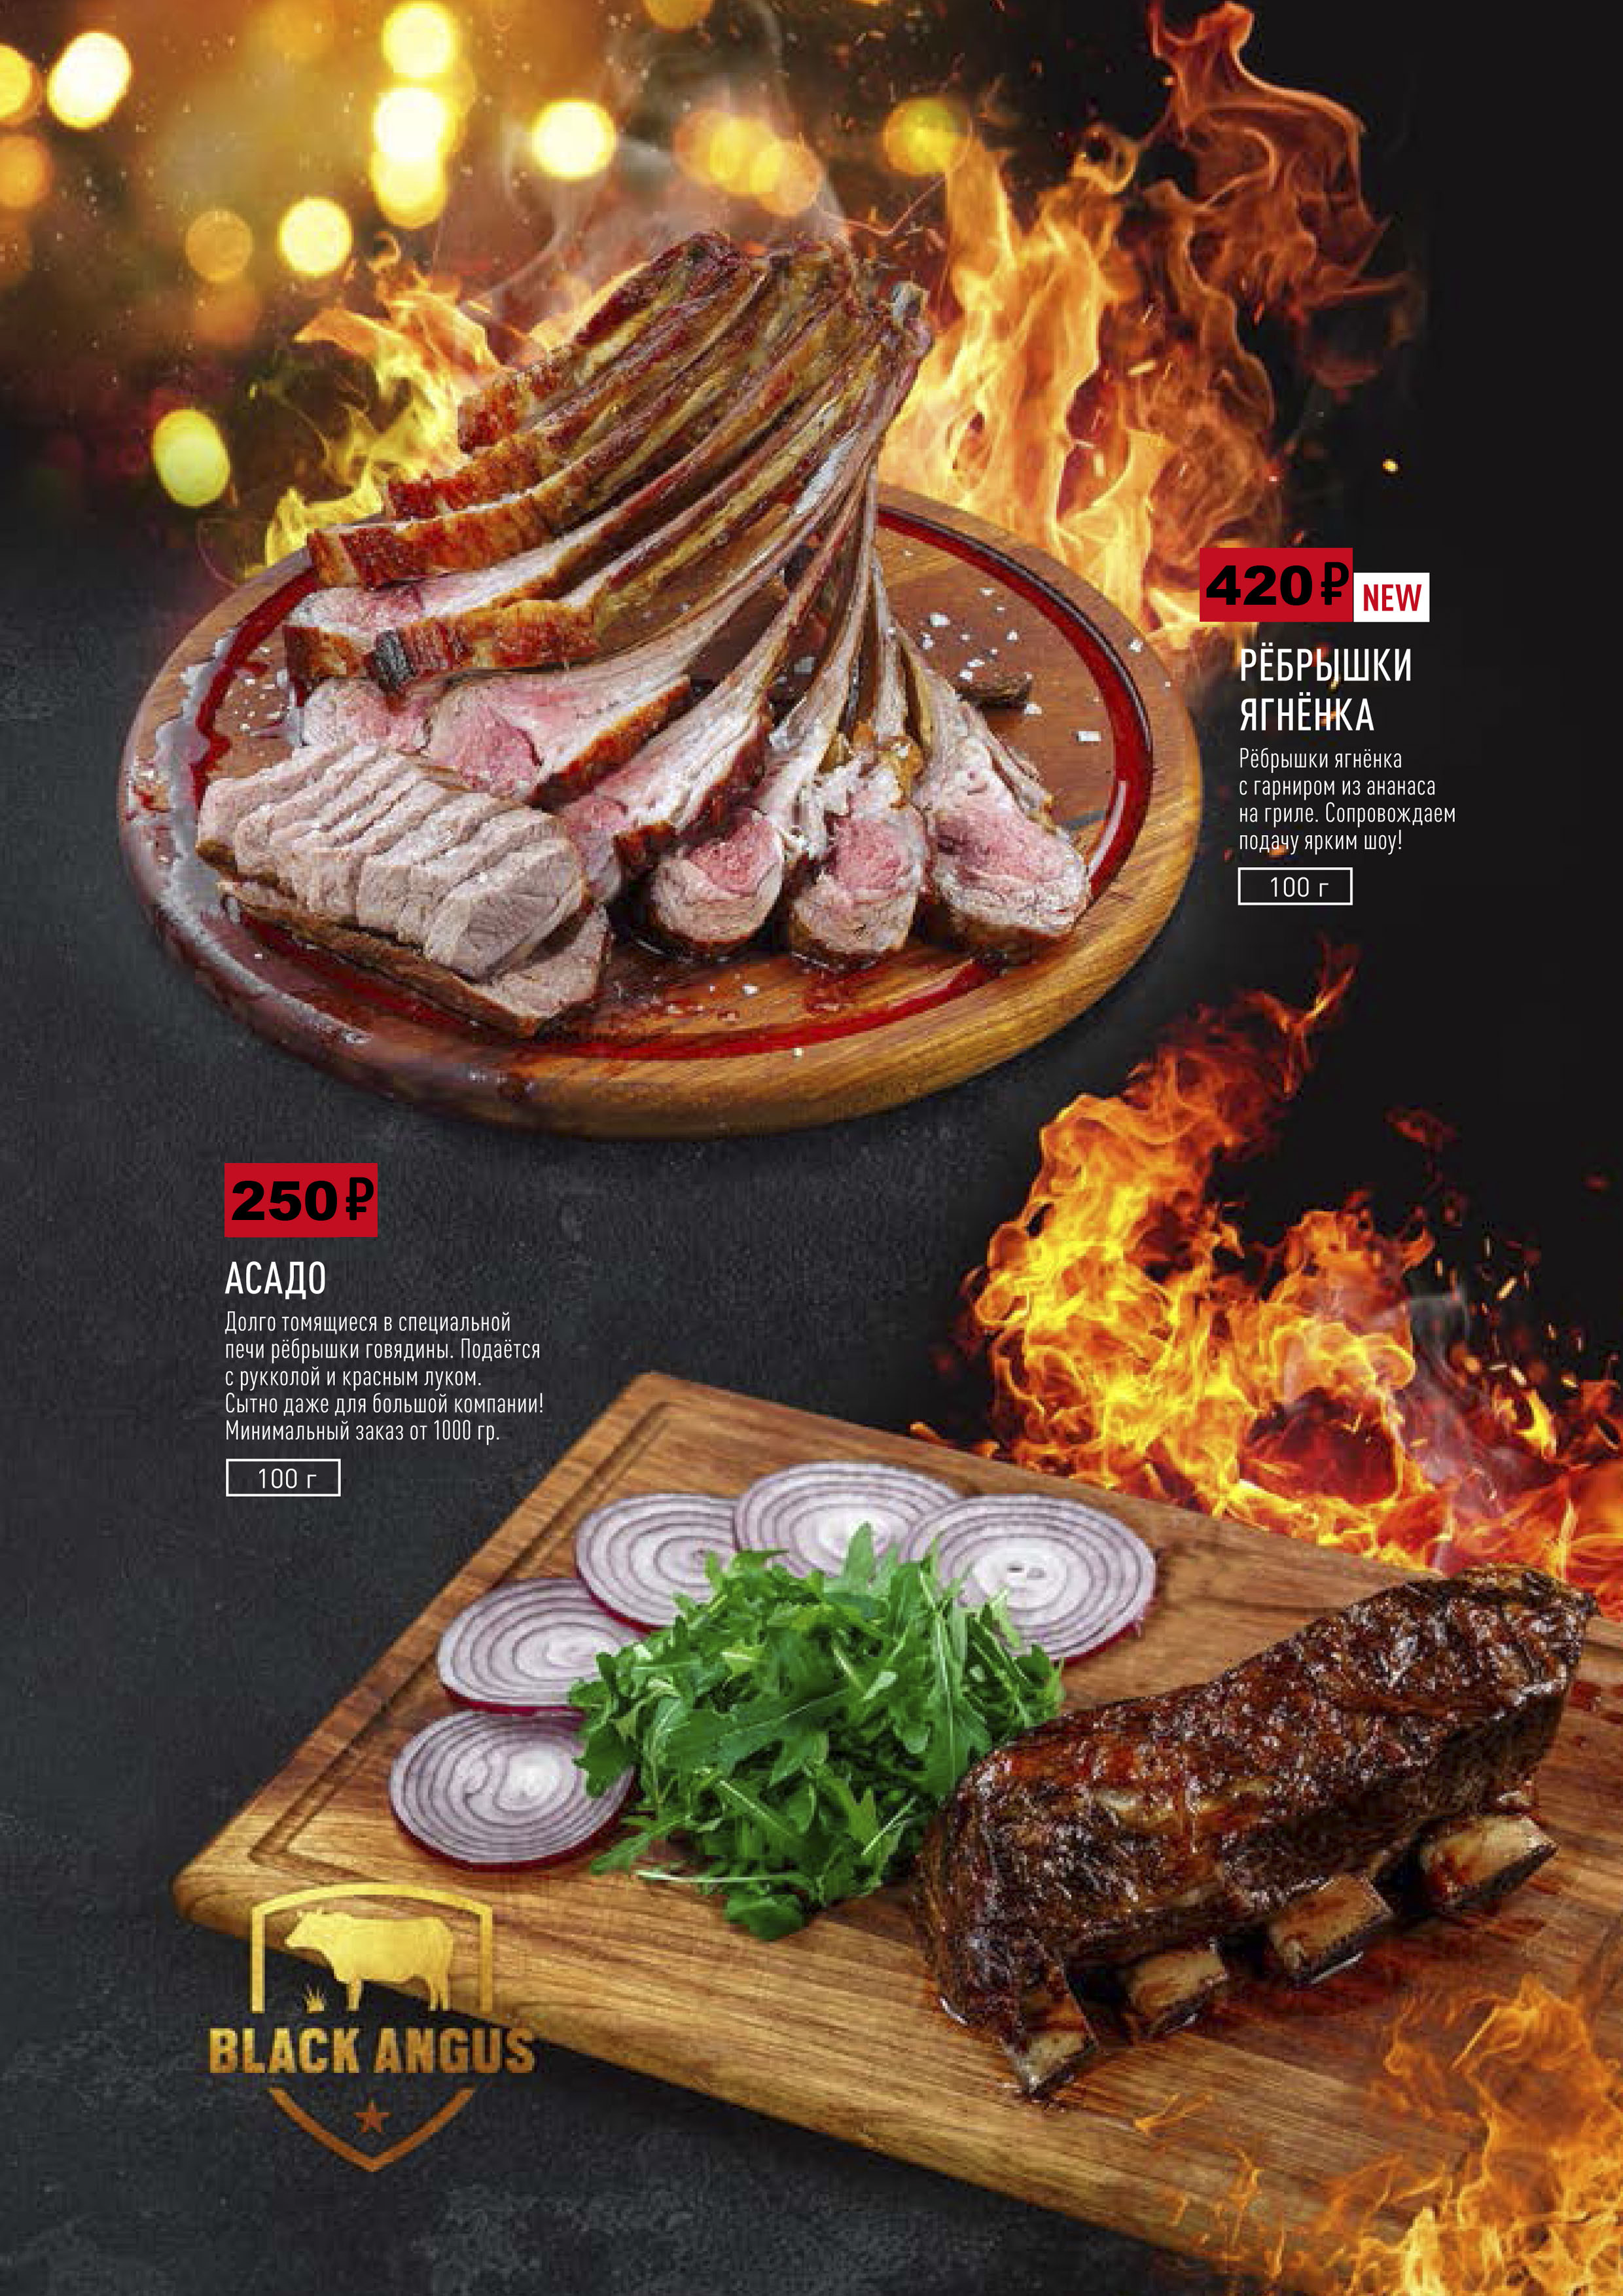 420 ₽ NEW
РЁБРЫШКИ
ЯГНЁНКА
Рёбрышки ягнёнка
с гарниром из ананаса
на гриле. Сопровождаем
подачу ярким шоу!
100 г
250 ₽
АСАДО
Долго томящиеся в специальной
печи рёбрышки говядины. Подаётся
с рукколой и красным луком.
Сытно даже для большой компании!
Минимальный заказ от 1000 гр.
100 г
BLACK ANGUS